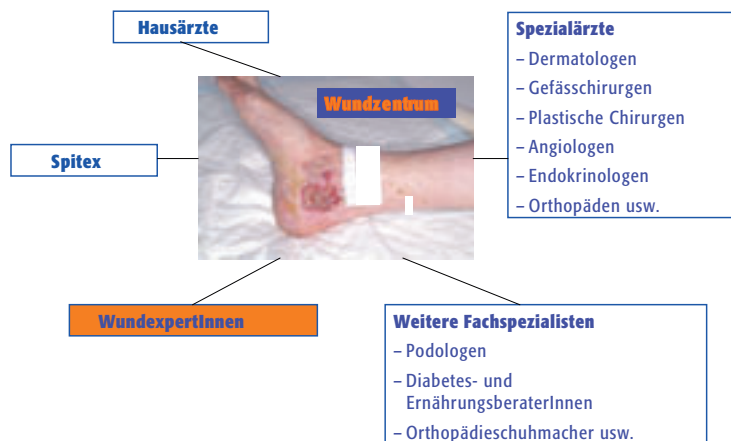 Hausärzte
Wundzentrum
Spitex
Spezialärzte
– Dermatologen
– Gefässchirurgen
– Plastische Chirurgen
– Angiologen
– Endokrinologen
– Orthopäden usw.
WundexpertInnen
Weitere Fachspezialisten
– Podologen
– Diabetes- und
ErnährungsberaterInnen
– Orthopädieschuhmacher usw.